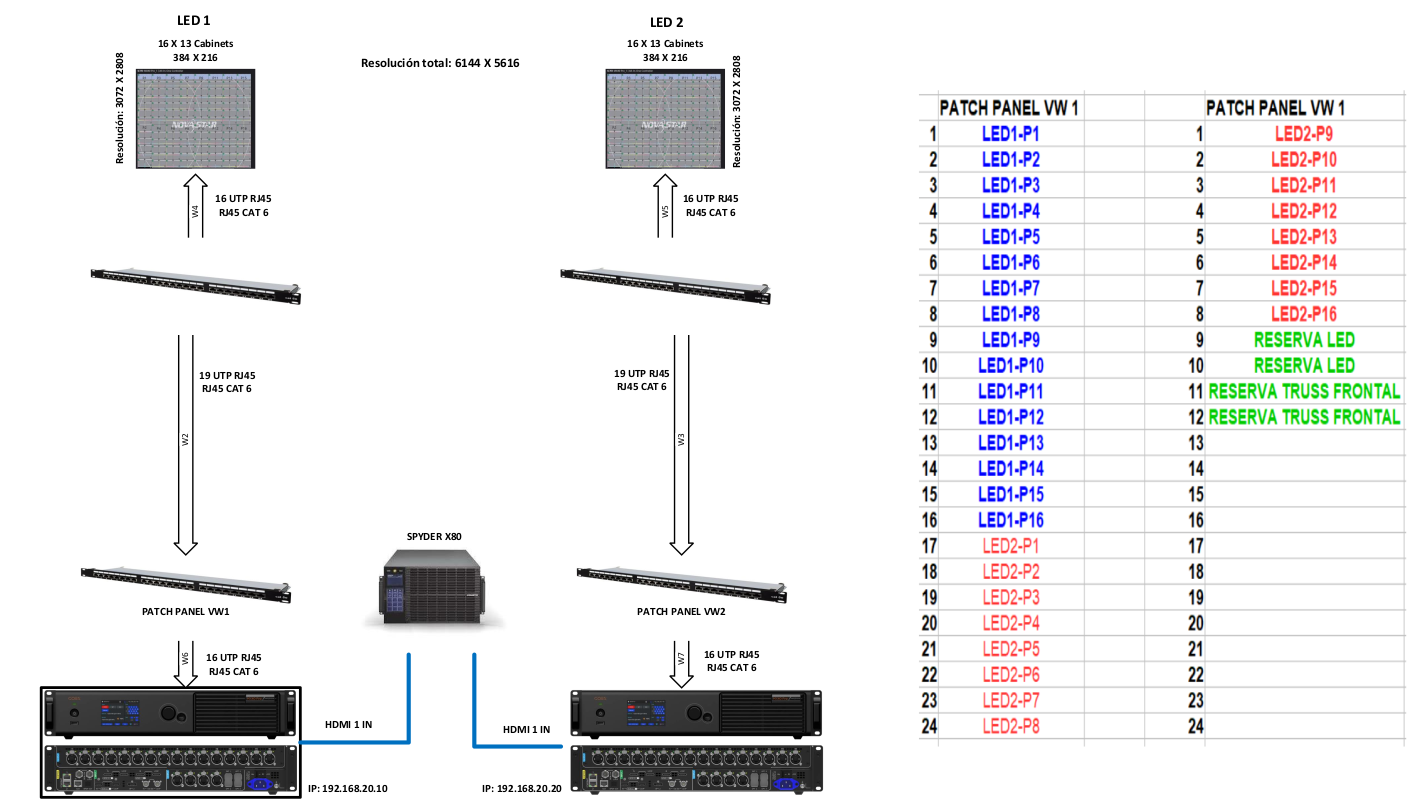 LED 1
16 X 13 Cabinets
384 X 216
Resolución: 3072 X 2808
NOVASTAR
Resolución total: 6144 X 5616
LED 2
16 X 13 Cabinets
384 X 216
Resolución: 3072 X 2808
NOVASTAR
W4
16 UTP RJ45
RJ45 CAT 6
W5
16 UTP RJ45
RJ45 CAT 6
W2
19 UTP RJ45
RJ45 CAT 6
W3
19 UTP RJ45
RJ45 CAT 6
SPYDER X80
PATCH PANEL VW1
PATCH PANEL VW2
W6
16 UTP RJ45
RJ45 CAT 6
W7
16 UTP RJ45
RJ45 CAT 6
HDMI 1 IN
HDMI 1 IN
IP: 192.168.20.10
IP: 192.168.20.20
PATCH PANEL VW 1 PATCH PANEL VW 1
1 LED1-P1 1 LED2-P9
2 LED1-P2 2 LED2-P10
3 LED1-P3 3 LED2-P11
4 LED1-P4 4 LED2-P12
5 LED1-P5 5 LED2-P13
6 LED1-P6 6 LED2-P14
7 LED1-P7 7 LED2-P15
8 LED1-P8 8 LED2-P16
9 LED1-P9 9 RESERVA LED
10 LED1-P10 10 RESERVA LED
11 LED1-P11 11 RESERVA TRUSS FRONTAL
12 LED1-P12 12 RESERVA TRUSS FRONTAL
13 LED1-P13 13
14 LED1-P14 14
15 LED1-P15 15
16 LED1-P16 16
17 LED2-P1 17
18 LED2-P2 18
19 LED2-P3 19
20 LED2-P4 20
21 LED2-P5 21
22 LED2-P6 22
23 LED2-P7 23
24 LED2-P8 24